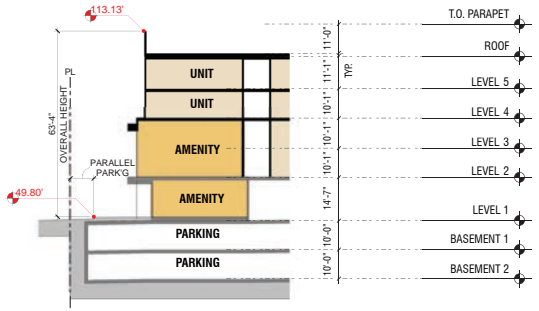 113.13'
T.O. PARAPET
11'-0"
ROOF
UNIT
11'-1"
TYP.
LEVEL 5
PL
UNIT
10'-1"
LEVEL 4
63'-4"
OVERALL HEIGHT
AMENITY
10'-1"
LEVEL 3
PARALLEL
PARK'G
10'-1"
LEVEL 2
49.80'
AMENITY
14'-7"
LEVEL 1
PARKING
10'-0"
BASEMENT 1
PARKING
10'-0"
BASEMENT 2